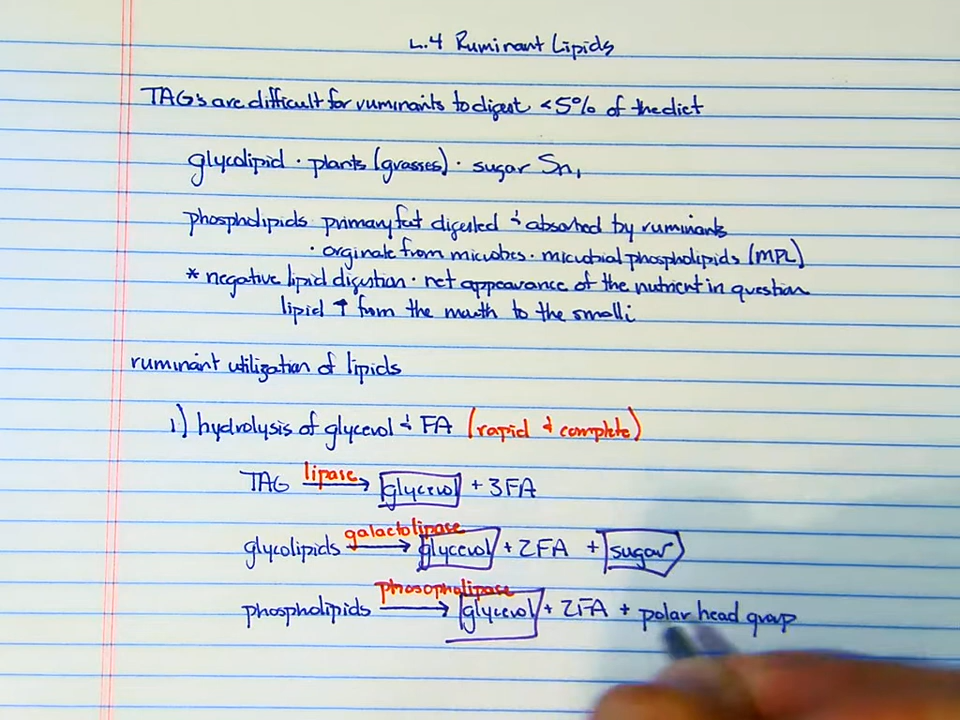 L.4 Ruminant Lipids
TAG's are difficult for ruminants to digest <5% of the diet
glycolipid · plants (grasses) · sugar Sn1
phospholipids primary fat digested & absorbed by ruminants
· orginate from microbes · microbial phospholipids (MPL)
* negative lipid digestion · net appearance of the nutrient in question
lipid ↑ from the mouth to the small i
ruminant utilization of lipids
1) hydrolysis of glycerol & FA (rapid & complete)
TAG lipase → glycerol + 3FA
glycolipids galactolipase → glycerol + 2FA + sugar
phospholipids phosopholipase → glycerol + 2FA + polar head group